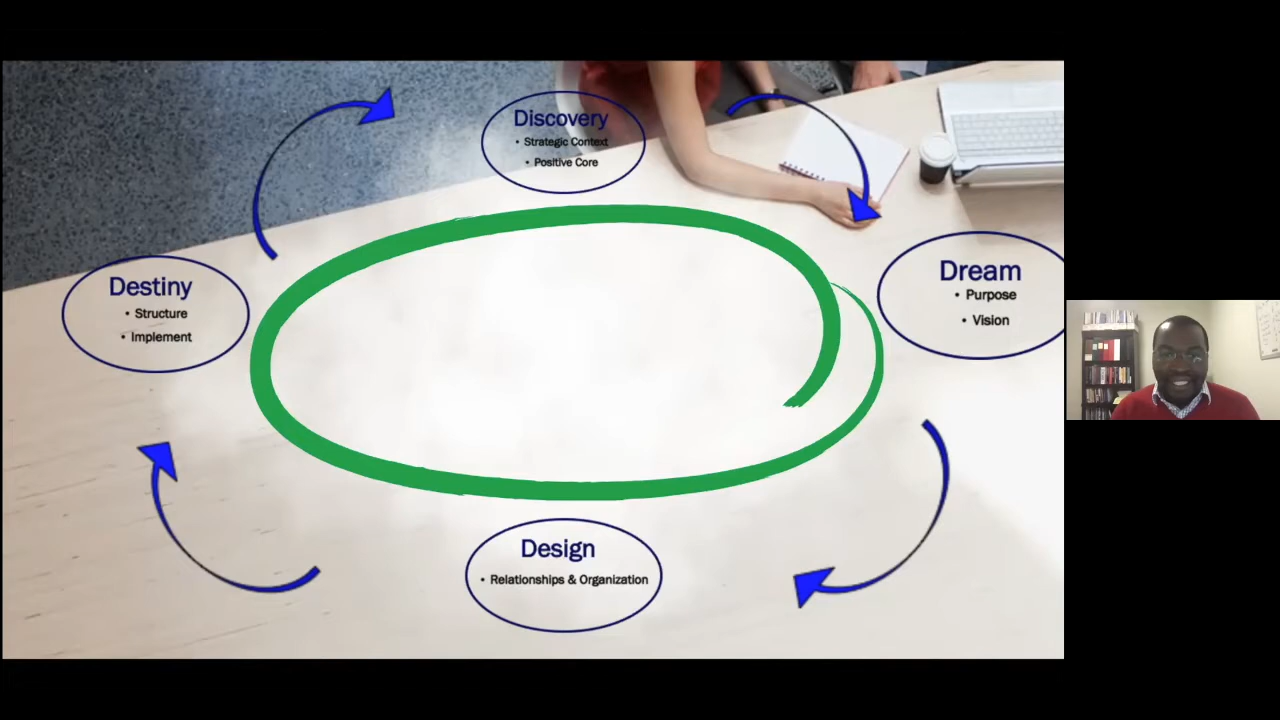 Discovery
• Strategic Context
• Positive Core
Dream
• Purpose
• Vision
Destiny
• Structure
• Implement
Design
• Relationships & Organization